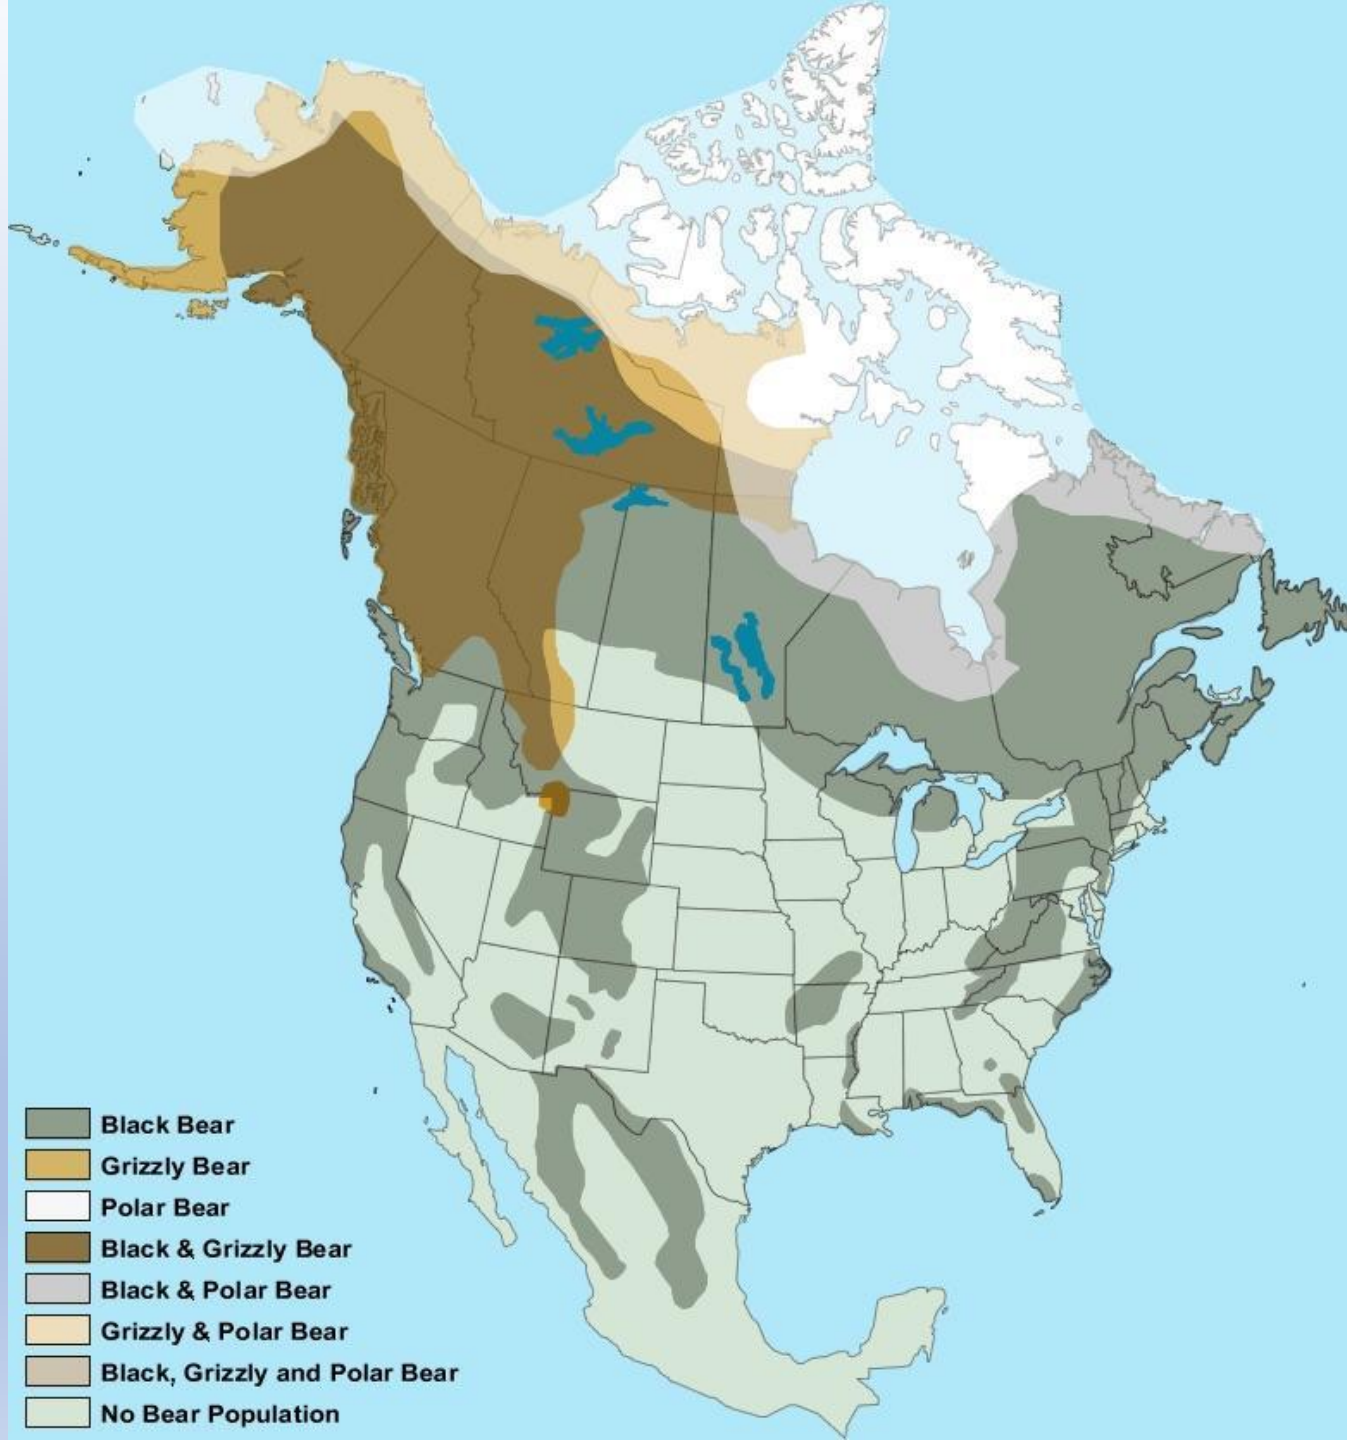 Black Bear
Grizzly Bear
Polar Bear
Black & Grizzly Bear
Black & Polar Bear
Grizzly & Polar Bear
Black, Grizzly and Polar Bear
No Bear Population